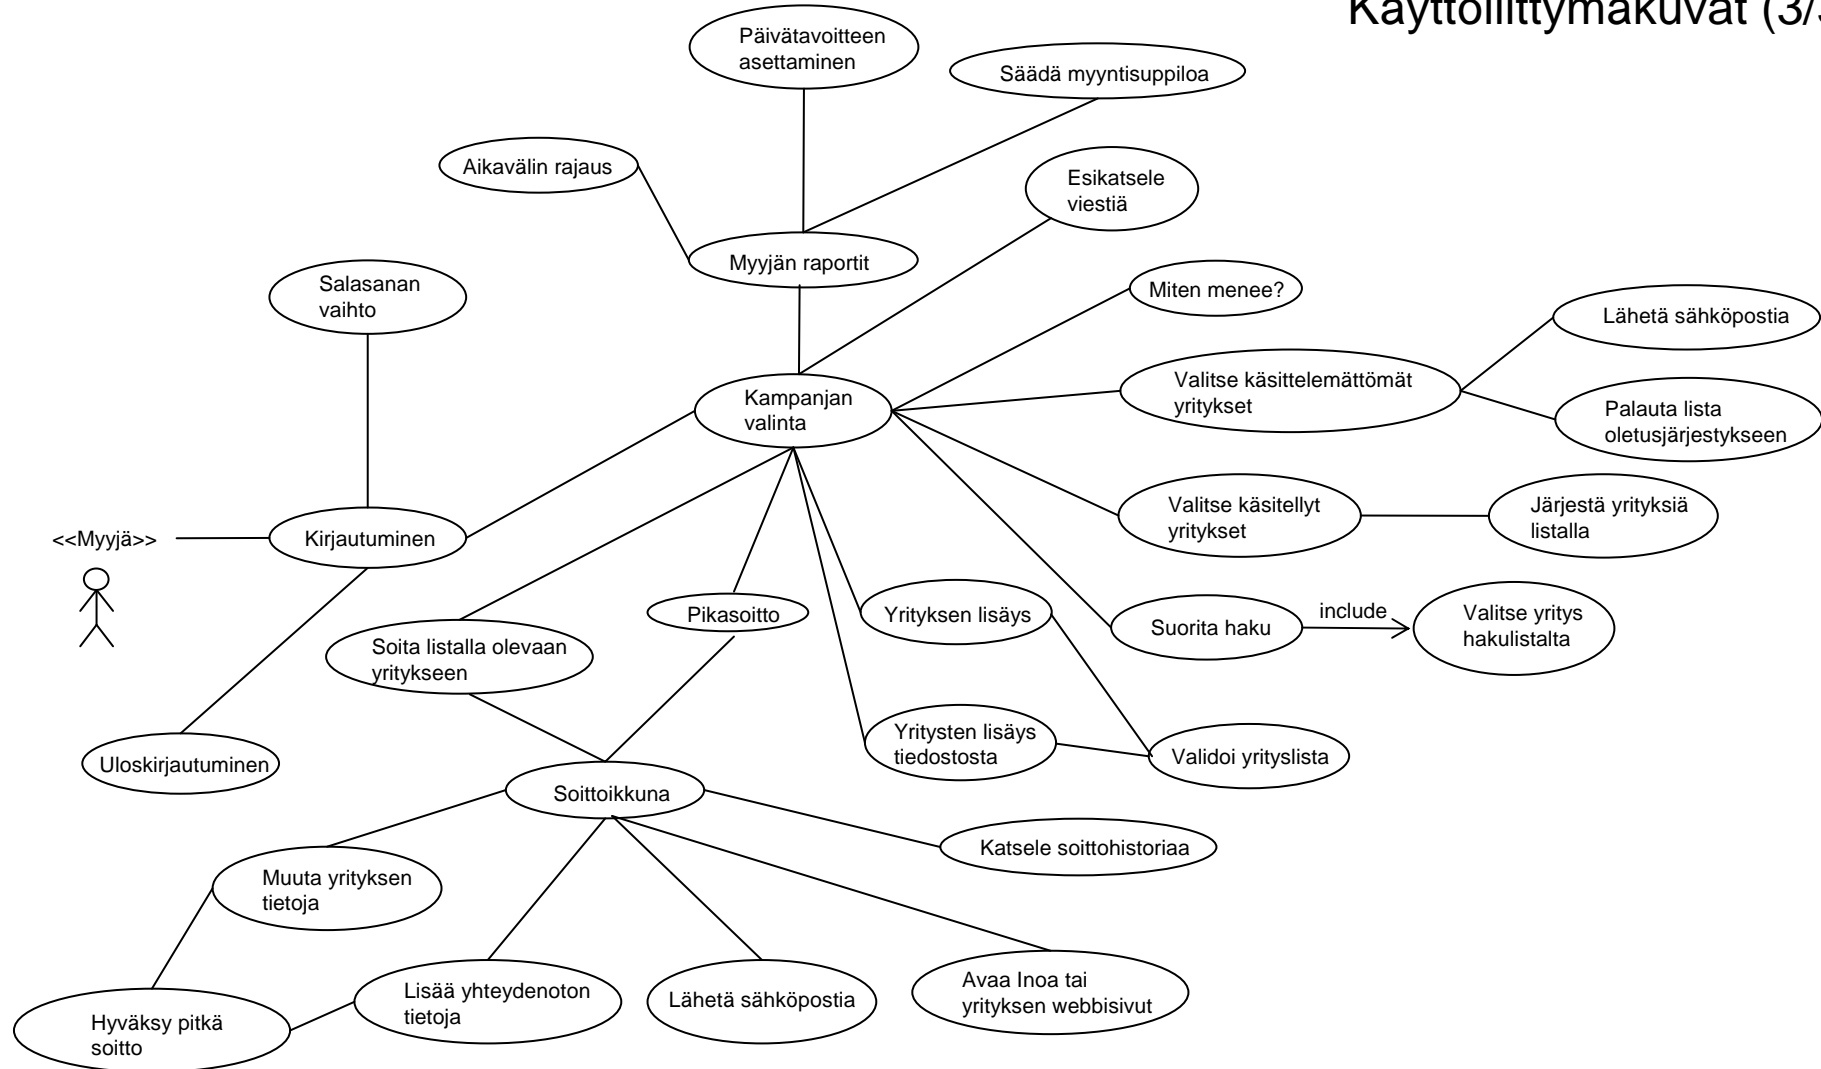 Käyttöliittymäkuvat (3/
Päivätavoitteen
asettaminen
Säädä myyntisuppiloa
Aikavälin rajaus
Esikatsele
viestiä
Myyjän raportit
Salasanan
vaihto
Miten menee?
Lähetä sähköpostia
Valitse käsittelemättömät
yritykset
Kampanjan
valinta
Palauta lista
oletusjärjestykseen
Valitse käsitellyt
yritykset
Järjestä yrityksiä
listalla
<<Myyjä>>
Kirjautuminen
Pikasoitto
Yrityksen lisäys
Suorita haku
include
Valitse yritys
hakulistalta
Soita listalla olevaan
yritykseen
Yritysten lisäys
tiedostosta
Validoi yrityslista
Uloskirjautuminen
Soittoikkuna
Katsele soittohistoriaa
Muuta yrityksen
tietoja
Hyväksy pitkä
soitto
Lisää yhteydenoton
tietoja
Lähetä sähköpostia
Avaa Inoa tai
yrityksen webbisivut